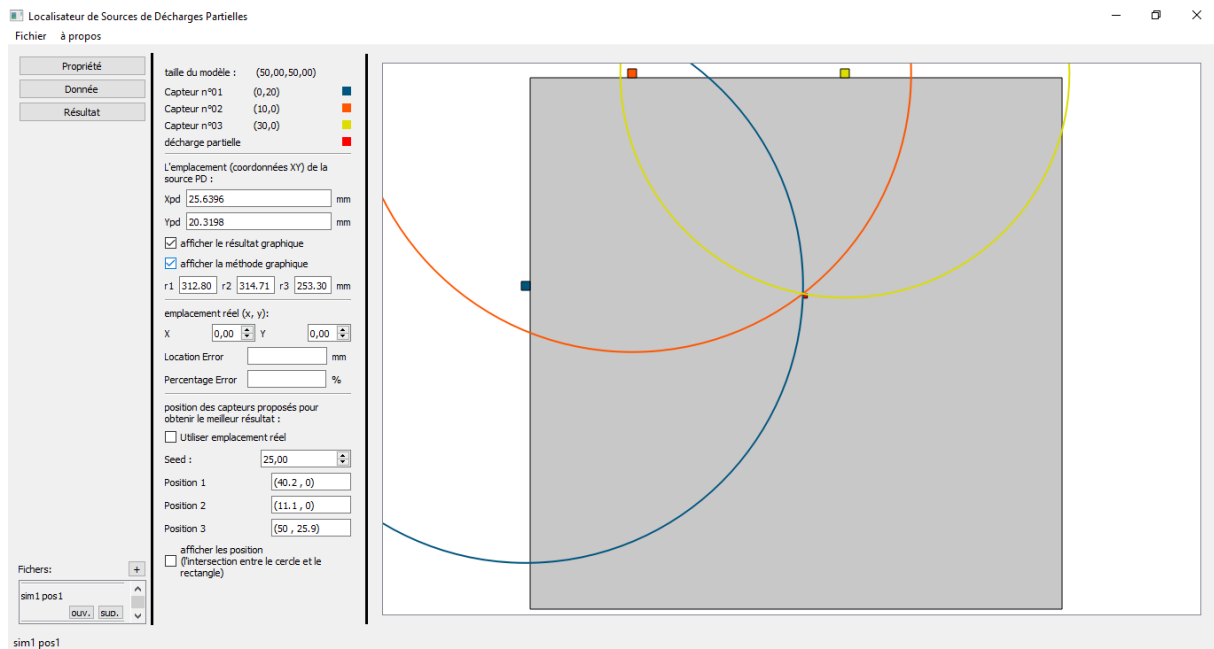 Localisateur de Sources de Décharges Partielles
Fichier à propos
Propriété
Donnée
Résultat
taille du modèle : (50,00,50,00)
Capteur n°01 (0,20)
Capteur n°02 (10,0)
Capteur n°03 (30,0)
décharge partielle
L'emplacement (coordonnées XY) de la
source PD :
Xpd 25.6396 mm
Ypd 20.3198 mm
afficher le résultat graphique
afficher la méthode graphique
r1 312.80 r2 314.71 r3 253.30 mm
emplacement réel (x, y):
X 0,00 Y 0,00
Location Error mm
Percentage Error %
position des capteurs proposés pour
obtenir le meilleur résultat :
Utiliser emplacement réel
Seed : 25,00
Position 1 (40.2 , 0)
Position 2 (11.1 , 0)
Position 3 (50 , 25.9)
afficher les position
(l'intersection entre le cercle et le
rectangle)
Fichers: +
sim1 pos1
ouv. sup.
sim1 pos1